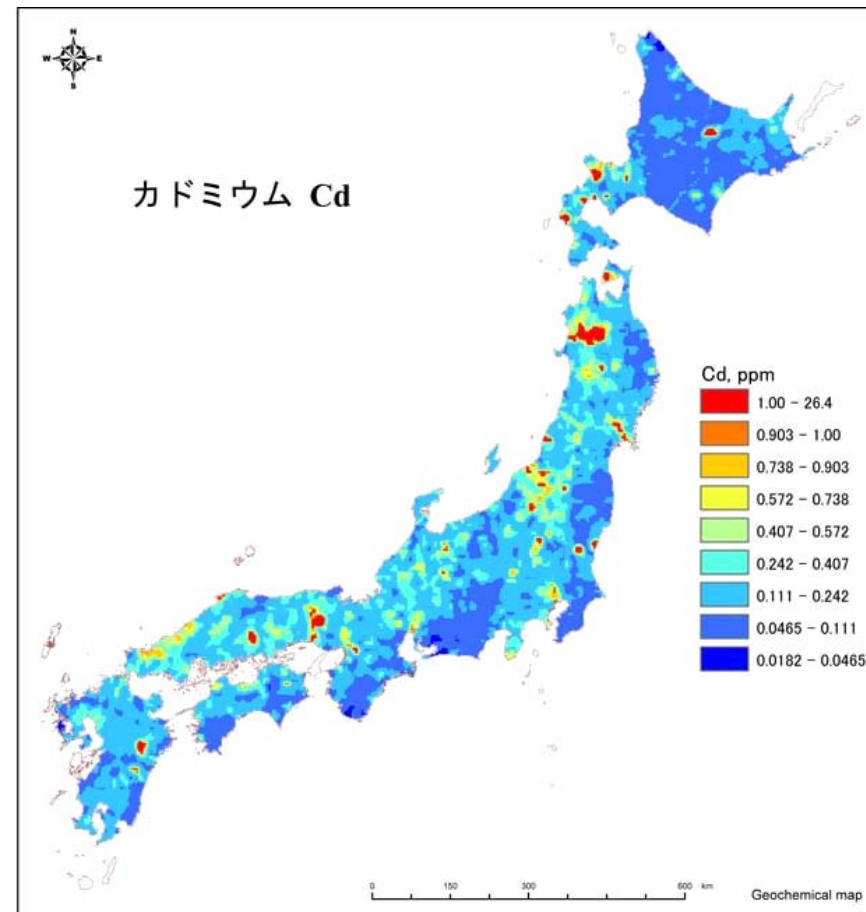 N
W E
S
カドミウム Cd
Cd, ppm
1.00 - 26.4
0.903 - 1.00
0.738 - 0.903
0.572 - 0.738
0.407 - 0.572
0.242 - 0.407
0.111 - 0.242
0.0465 - 0.111
0.0182 - 0.0465
0 150 300 600 km
Geochemical map